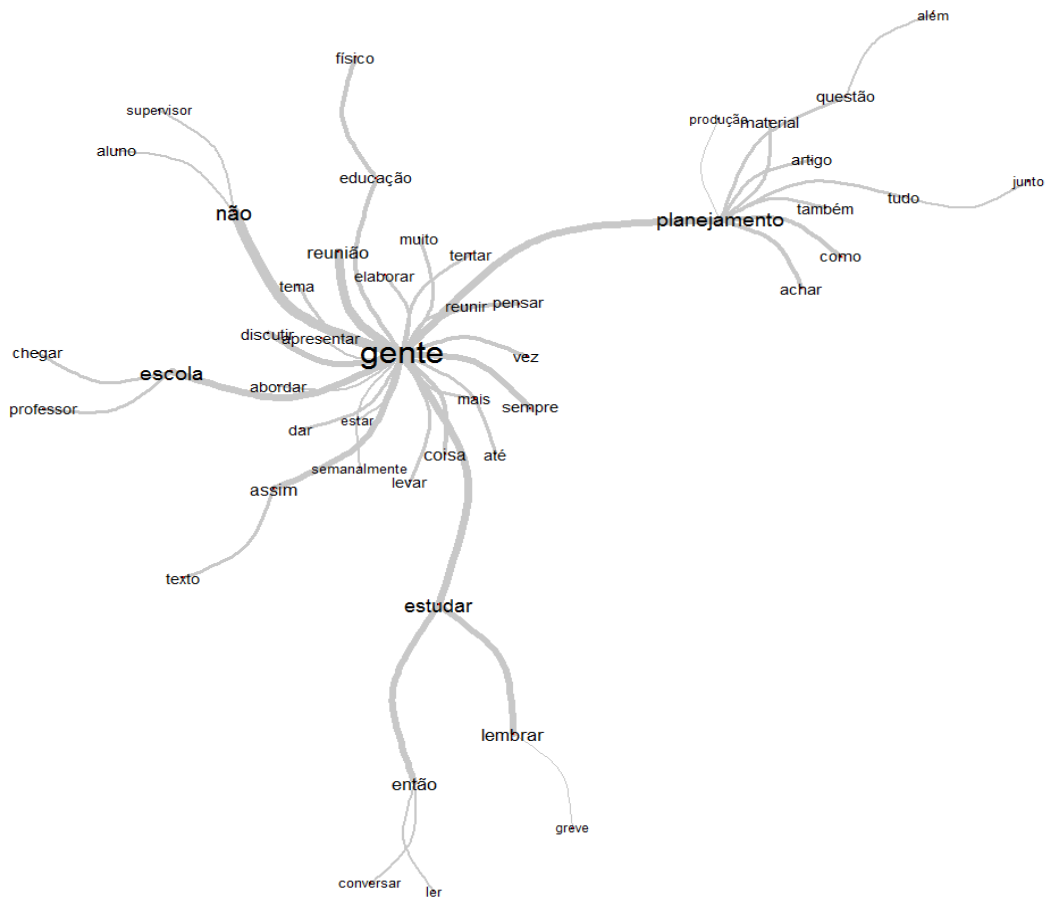 além
físico
questão
supervisor
produção
material
aluno
artigo
educação
junto
tudo
não
também
planejamento
muito
reunião
tentar
como
elaborar
tema
achar
reunir
pensar
discutir
apresentar
chegar
gente
vez
escola
abordar
mais
professor
sempre
estar
dar
coisa
até
semanalmente
levar
assim
texto
estudar
lembrar
então
greve
conversar
ler